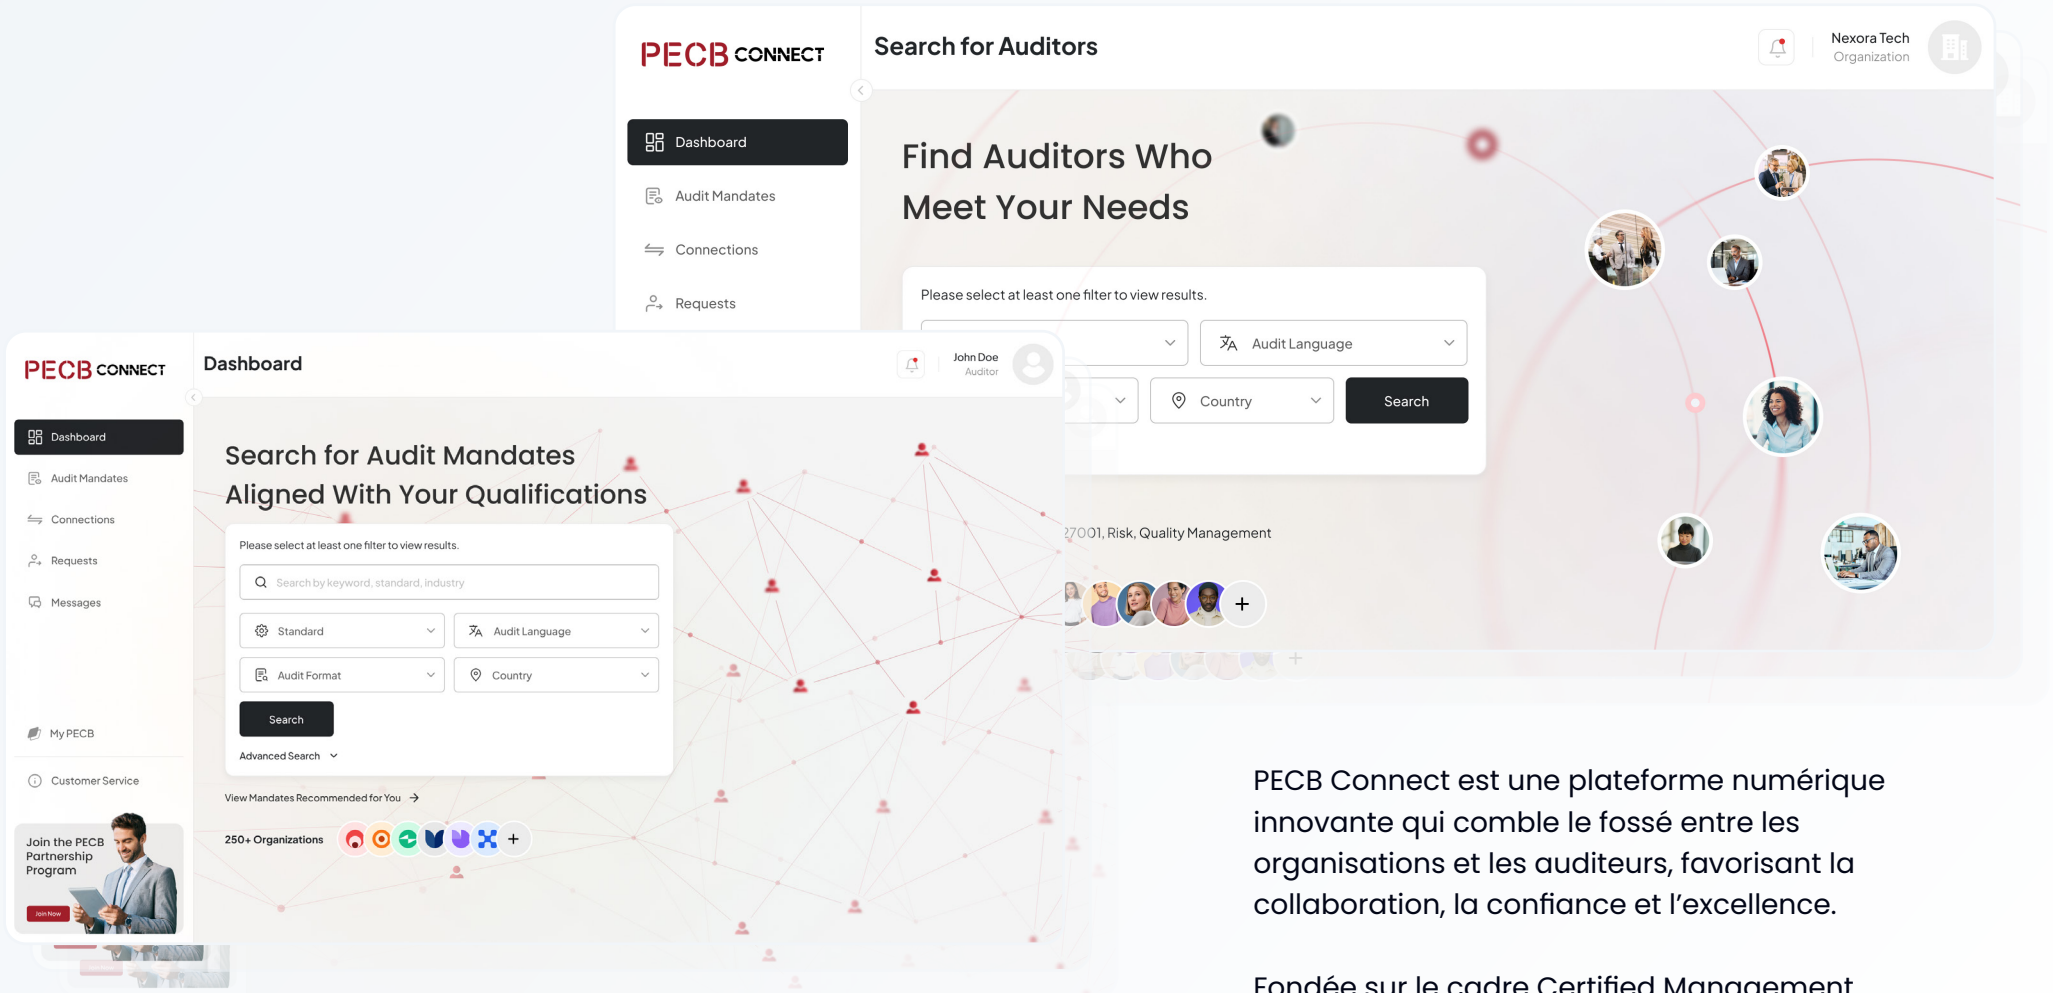 PECB CONNECT
Search for Auditors
Nexora Tech
Organization
Dashboard
Audit Mandates
Connections
Requests
Find Auditors Who
Meet Your Needs
Please select at least one filter to view results.
Audit Language
Country
Search
27001, Risk, Quality Management
PECB CONNECT
Dashboard
John Doe
Auditor
Dashboard
Audit Mandates
Connections
Requests
Messages
My PECB
Customer Service
Join the PECB
Partnership
Program
Join Now
Search for Audit Mandates
Aligned With Your Qualifications
Please select at least one filter to view results.
Search by keyword, standard, industry
Standard
Audit Language
Audit Format
Country
Search
Advanced Search
View Mandates Recommended for You
250+ Organizations
PECB Connect est une plateforme numérique
innovante qui comble le fossé entre les
organisations et les auditeurs, favorisant la
collaboration, la confiance et l’excellence.
Fondée sur le cadre Certified Management